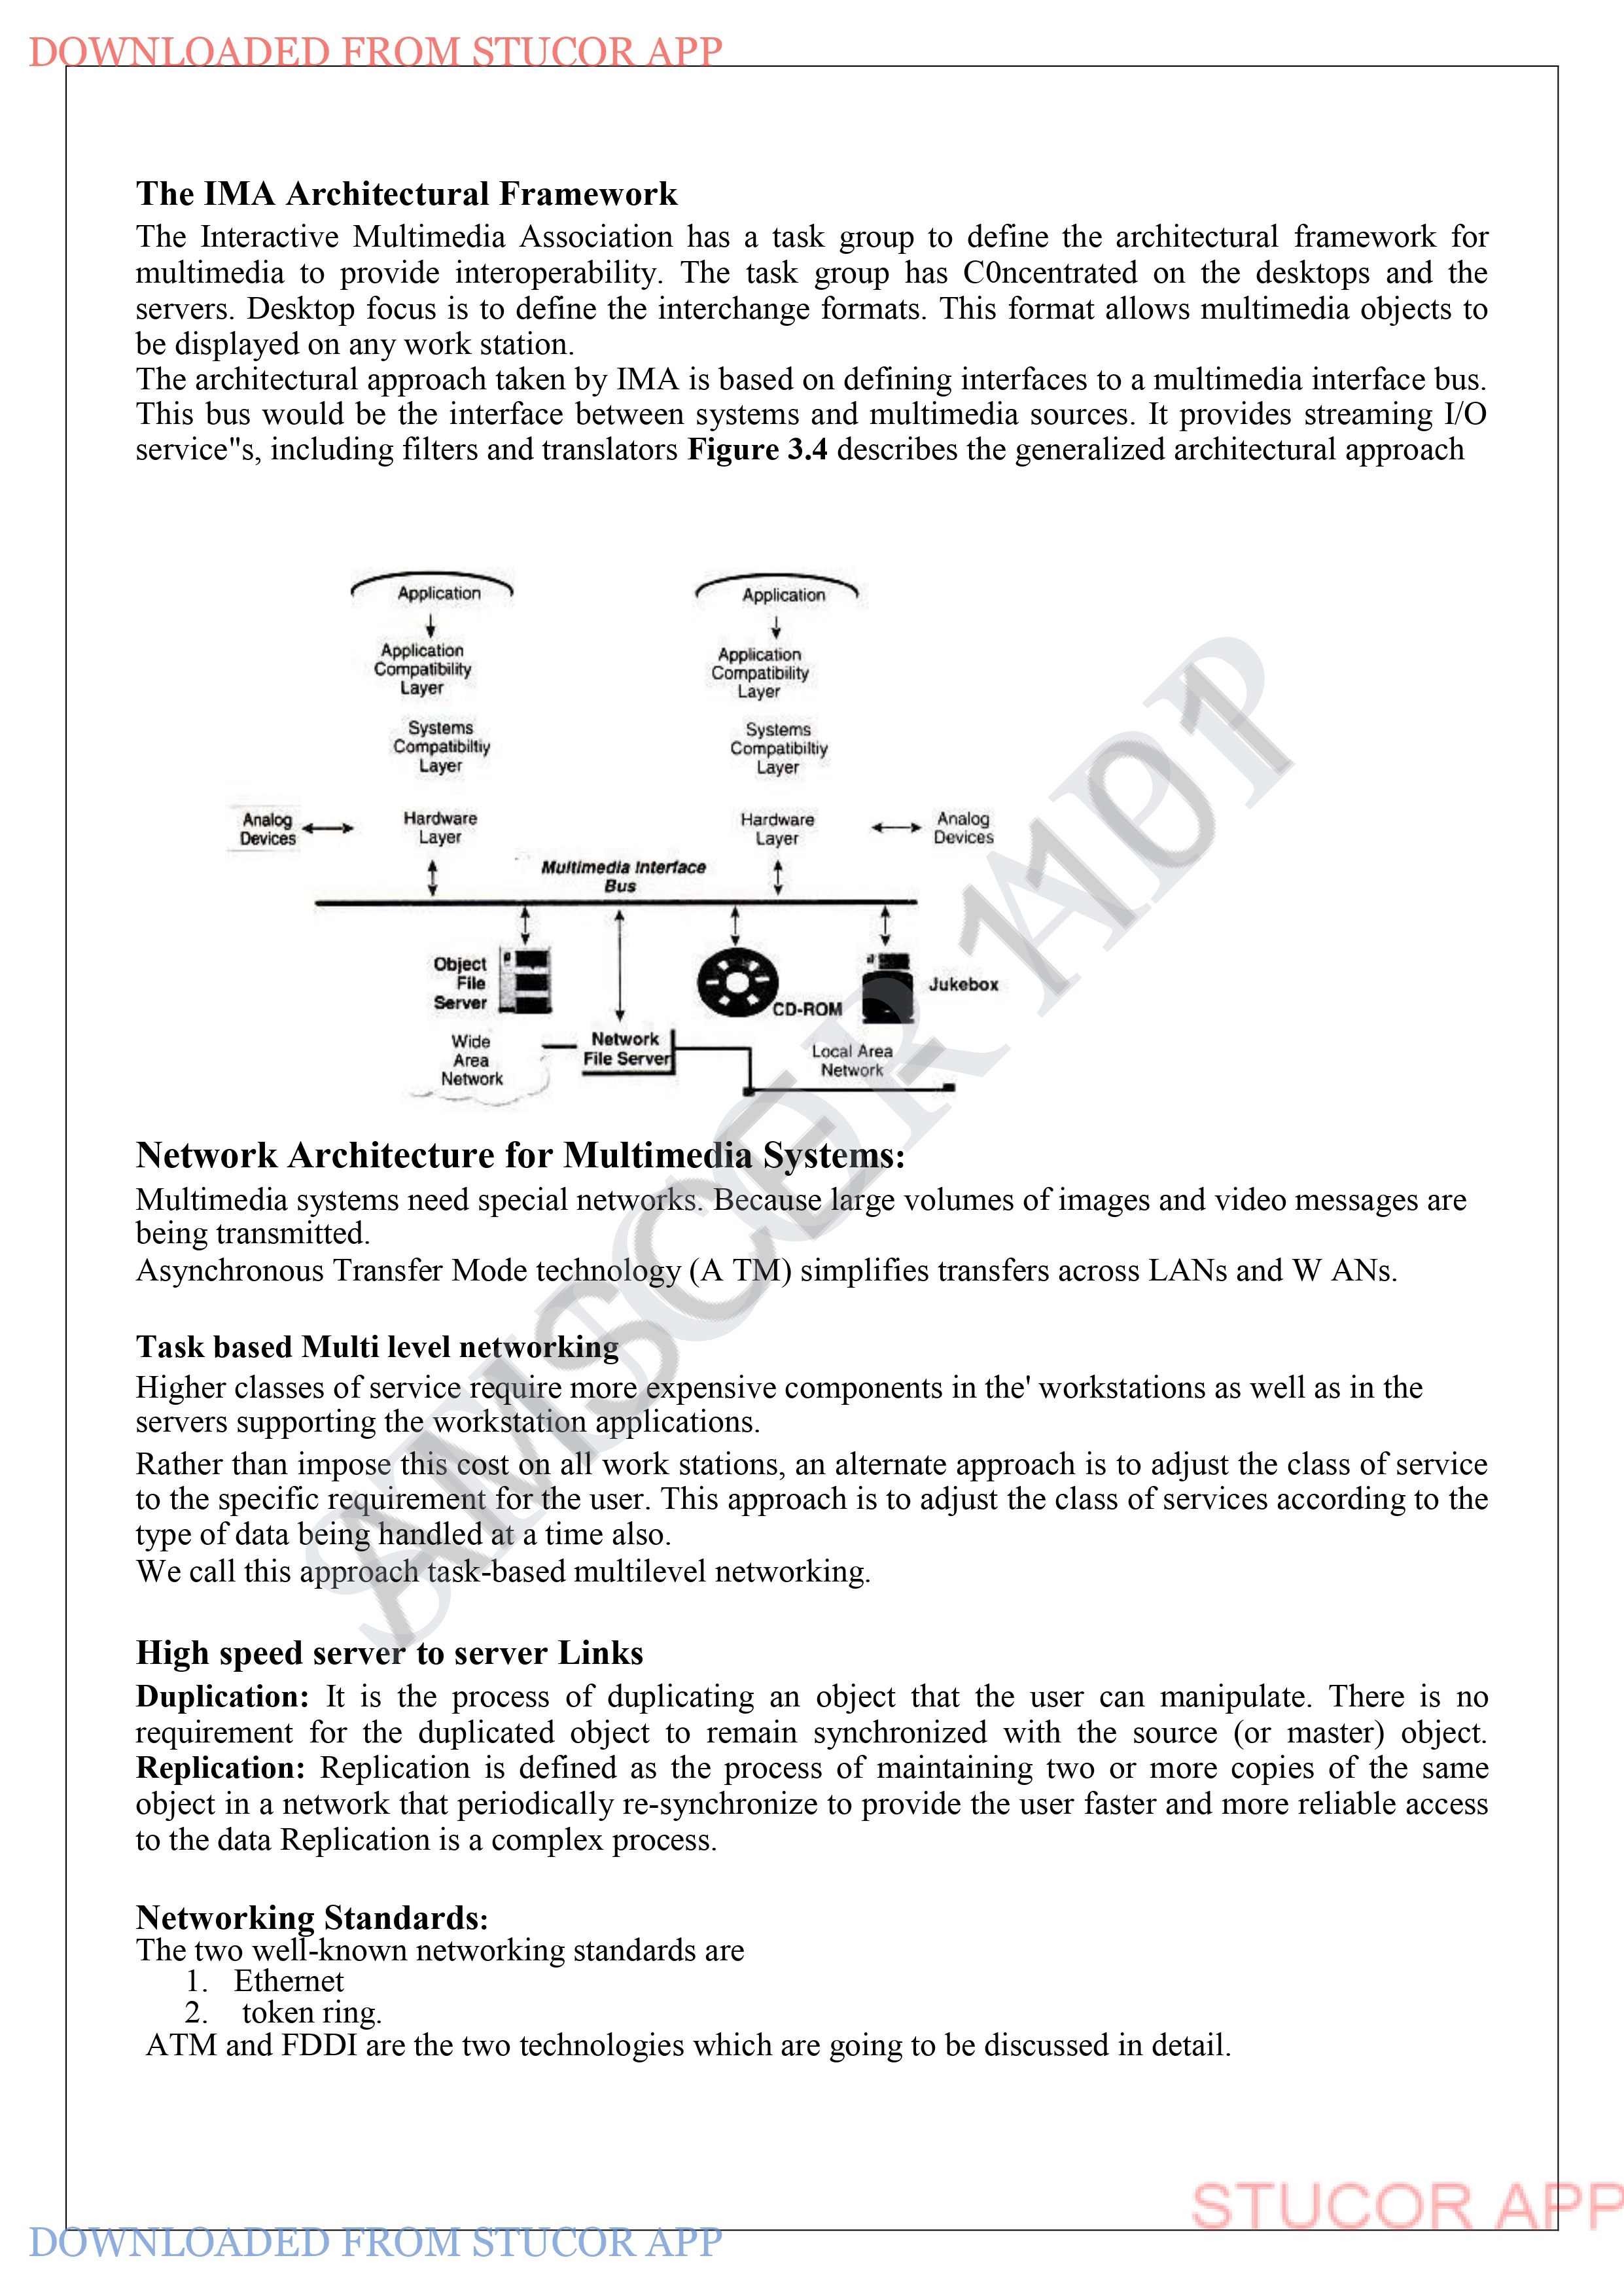 DOWNLOADED FROM STUCOR APP
The IMA Architectural Framework
The Interactive Multimedia Association has a task group to define the architectural framework for
multimedia to provide interoperability. The task group has C0ncentrated on the desktops and the
servers. Desktop focus is to define the interchange formats. This format allows multimedia objects to
be displayed on any work station.
The architectural approach taken by IMA is based on defining interfaces to a multimedia interface bus.
This bus would be the interface between systems and multimedia sources. It provides streaming I/O
service"s, including filters and translators Figure 3.4 describes the generalized architectural approach
Application
Application
Application
Compatibility
Layer
Application
Compatibility
Layer
Systems
Compatibiltiy
Layer
Systems
Compatibiltiy
Layer
Analog
Devices
Hardware
Layer
Hardware
Layer
Analog
Devices
Multimedia Interface
Bus
Object
File
Server
CD-ROM
Jukebox
Wide
Area
Network
Network
File Server
Local Area
Network
Network Architecture for Multimedia Systems:
Multimedia systems need special networks. Because large volumes of images and video messages are
being transmitted.
Asynchronous Transfer Mode technology (A TM) simplifies transfers across LANs and W ANs.
Task based Multi level networking
Higher classes of service require more expensive components in the' workstations as well as in the
servers supporting the workstation applications.
Rather than impose this cost on all work stations, an alternate approach is to adjust the class of service
to the specific requirement for the user. This approach is to adjust the class of services according to the
type of data being handled at a time also.
We call this approach task-based multilevel networking.
High speed server to server Links
Duplication: It is the process of duplicating an object that the user can manipulate. There is no
requirement for the duplicated object to remain synchronized with the source (or master) object.
Replication: Replication is defined as the process of maintaining two or more copies of the same
object in a network that periodically re-synchronize to provide the user faster and more reliable access
to the data Replication is a complex process.
Networking Standards:
The two well-known networking standards are
1. Ethernet
2. token ring.
ATM and FDDI are the two technologies which are going to be discussed in detail.
AMSCE-1101
STUCOR APP
STUCOR APP
DOWNLOADED FROM STUCOR APP